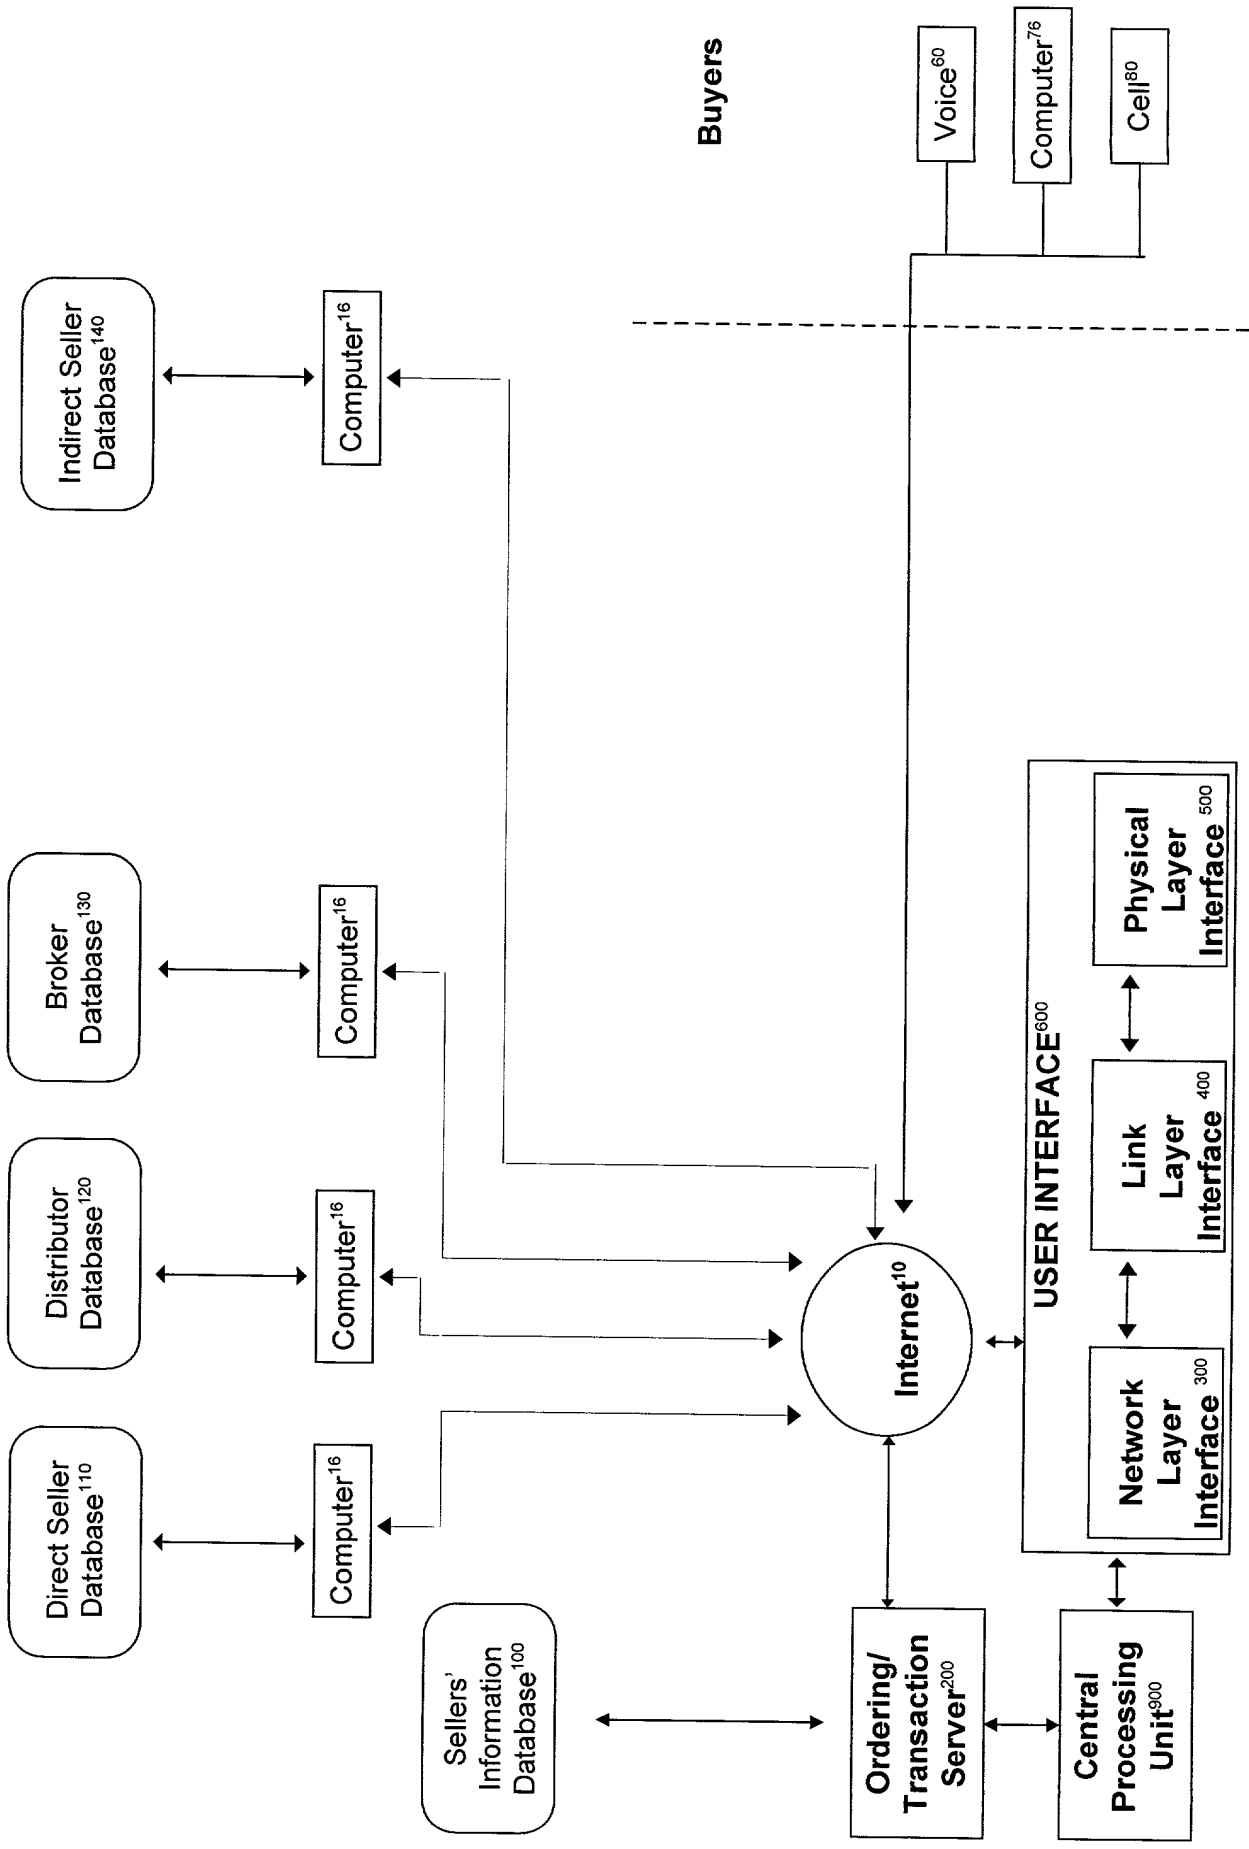 Direct Seller
Database110
Distributor
Database120
Broker
Database130
Indirect Seller
Database140
Computer16
Computer16
Computer16
Computer16
Sellers'
Information
Database100
Buyers
Voice60
Computer76
Cell80
Internet10
Ordering/
Transaction
Server200
Central
Processing
Unit900
USER INTERFACE600
Network
Layer
Interface 300
Link
Layer
Interface 400
Physical
Layer
Interface 500